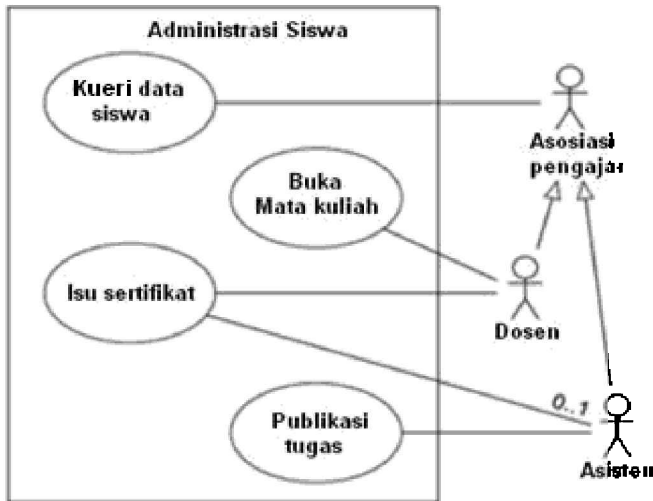 Administrasi Siswa
Kueri data
siswa
Asosiasi
pengajar
Buka
Mata kuliah
Isu sertifikat
Dosen
0..1
Publikasi
tugas
Asisten